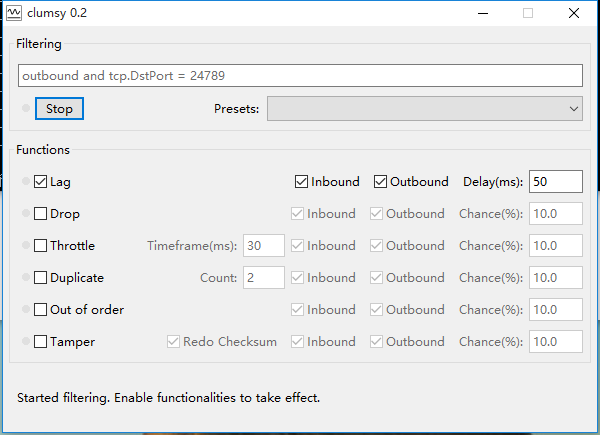 clumsy 0.2
Filtering
outbound and tcp.DstPort = 24789
Stop Presets:
Functions
Lag Inbound Outbound Delay(ms): 50
Drop Inbound Outbound Chance(%): 10.0
Throttle Timeframe(ms): 30 Inbound Outbound Chance(%): 10.0
Duplicate Count: 2 Inbound Outbound Chance(%): 10.0
Out of order Inbound Outbound Chance(%): 10.0
Tamper Redo Checksum Inbound Outbound Chance(%): 10.0
Started filtering. Enable functionalities to take effect.